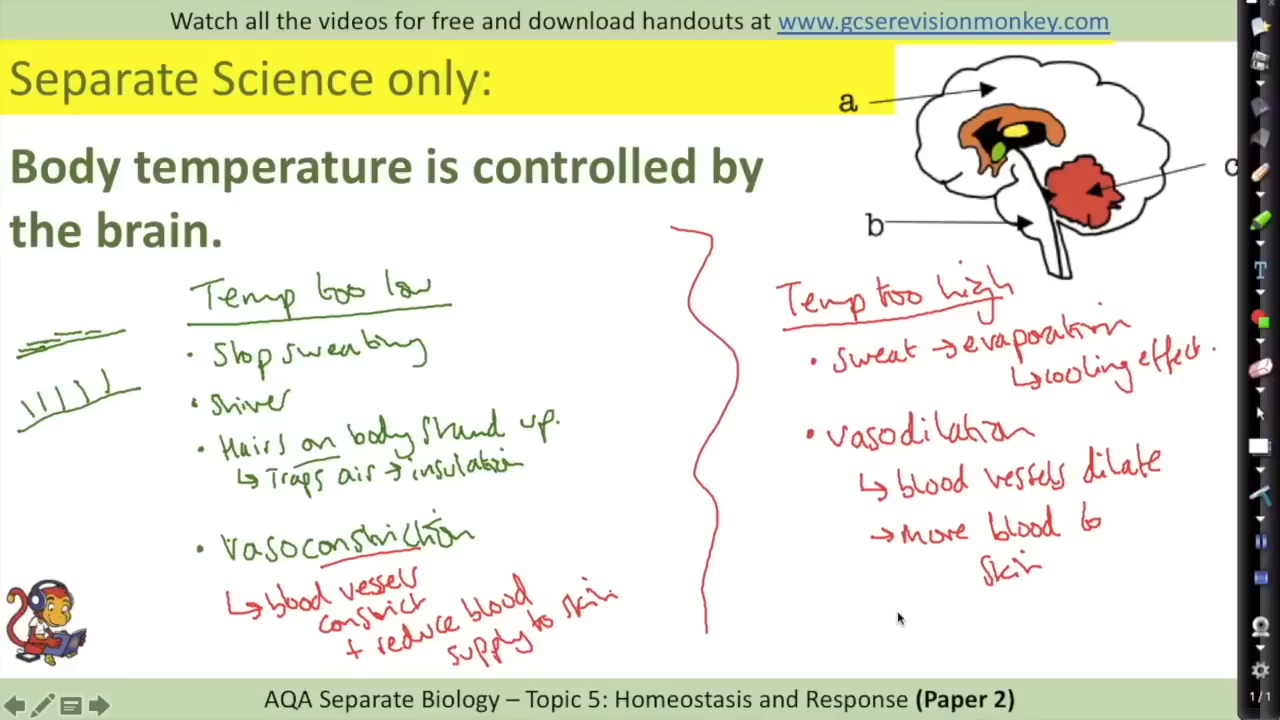 Watch all the videos for free and download handouts at www.gcserevisionmonkey.com
Separate Science only:
Body temperature is controlled by
the brain.
a
b
c
Temp too low
• Stop sweating
• Shiver
• Hairs on body stand up.
↳ Traps air → insulation
• vasoconstriction
↳ blood vessels
constrict
+ reduce blood
supply to skin
Temp too high
• sweat → evaporation
↳ cooling effect.
• vasodilation
↳ blood vessels dilate
→ More blood to
skin
AQA Separate Biology – Topic 5: Homeostasis and Response (Paper 2)
1/1